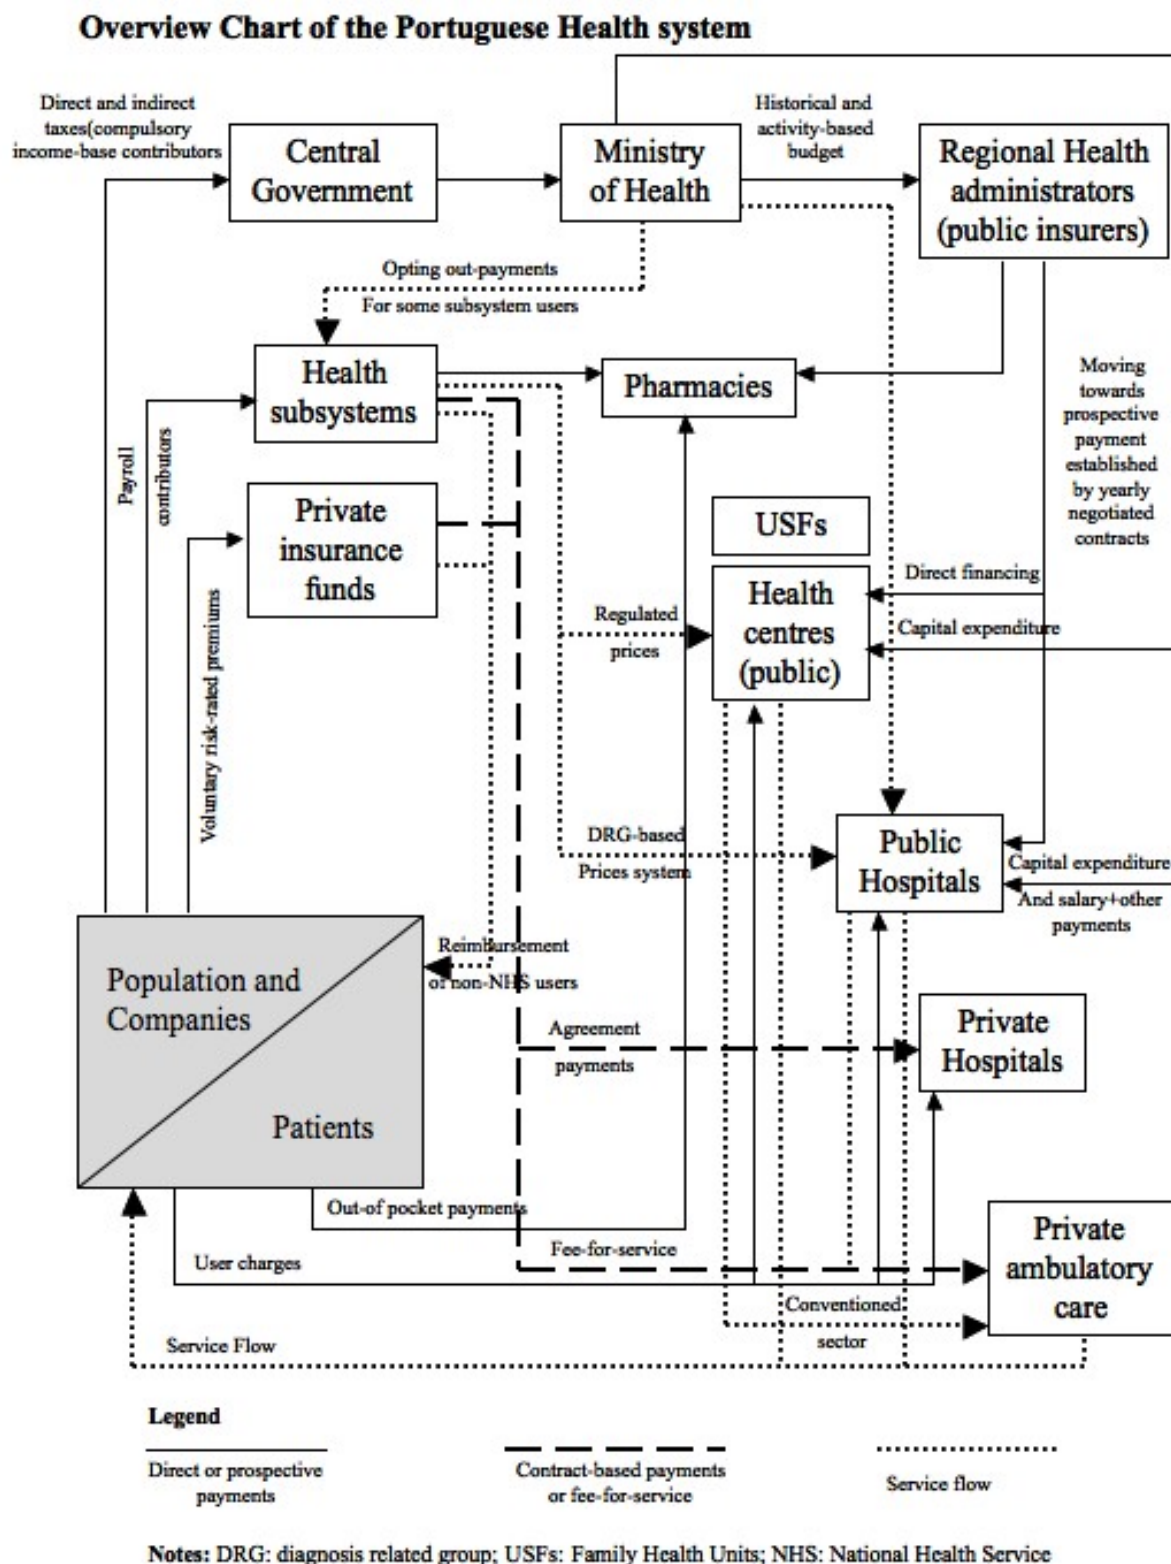 Overview Chart of the Portuguese Health system
Direct and indirect
taxes(compulsory
income-base contributors
Central
Government
Ministry
of Health
Historical and
activity-based
budget
Regional Health
administrators
(public insurers)
Opting out-payments
For some subsystem users
Health
subsystems
Pharmacies
Moving
towards
prospective
payment
established
by yearly
negotiated
contracts
Payroll
contributors
Private
insurance
funds
USFs
Health
centres
(public)
Direct financing
Capital expenditure
Regulated
prices
Voluntary risk-rated premiums
DRG-based
Prices system
Public
Hospitals
Capital expenditure
And salary+other
payments
Population and
Companies
Patients
Reimbursement
of non-NHS users
Agreement
payments
Private
Hospitals
Out-of pocket payments
Fee-for-service
User charges
Private
ambulatory
care
Conventioned
sector
Service Flow
Legend
Direct or prospective
payments
Contract-based payments
or fee-for-service
Service flow
Notes: DRG: diagnosis related group; USFs: Family Health Units; NHS: National Health Service